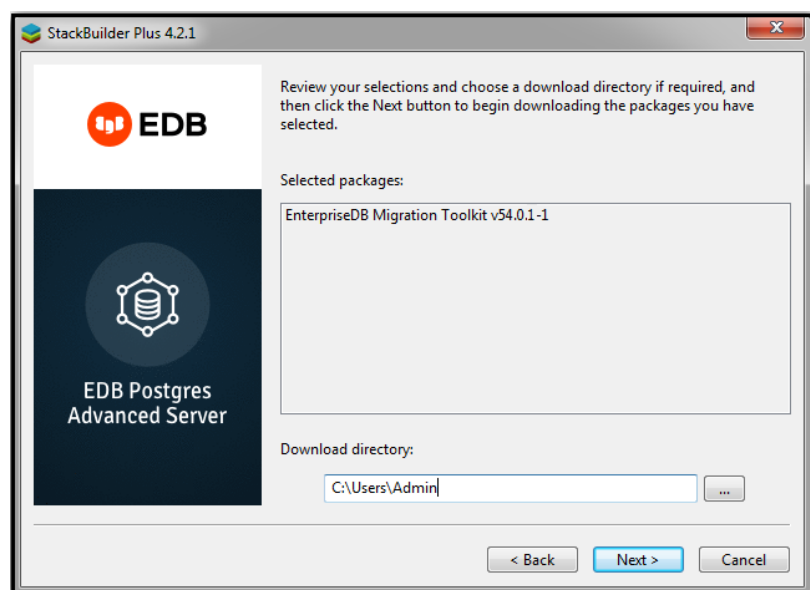 StackBuilder Plus 4.2.1
X
EDB
EDB Postgres
Advanced Server
Review your selections and choose a download directory if required, and
then click the Next button to begin downloading the packages you have
selected.
Selected packages:
EnterpriseDB Migration Toolkit v54.0.1-1
Download directory:
C:\Users\Admin
...
< Back
Next >
Cancel